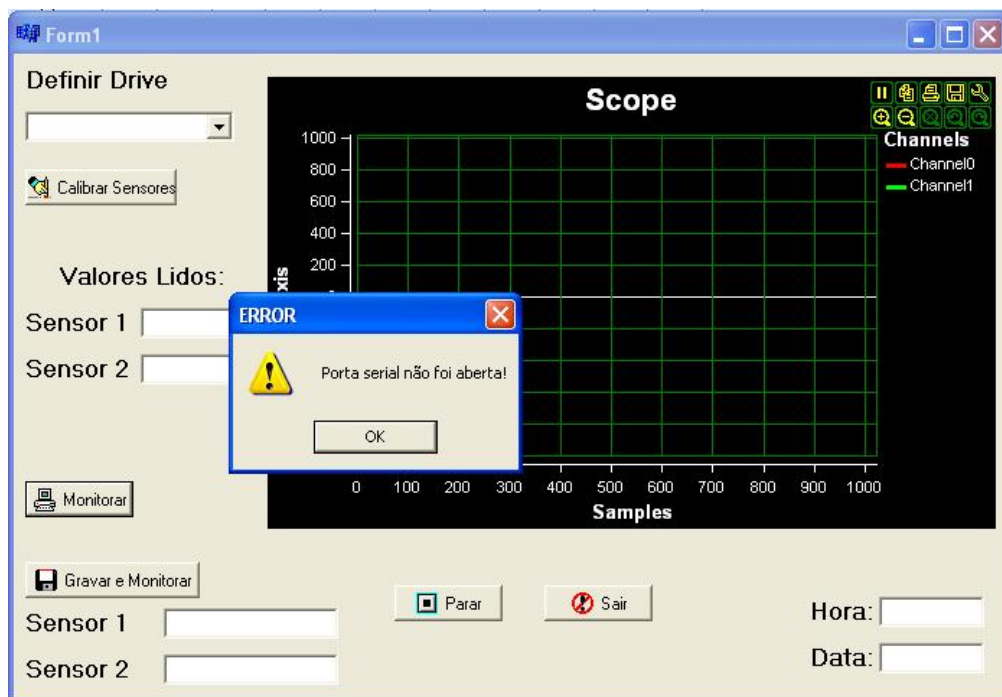 Form1
Definir Drive
Calibrar Sensores
Valores Lidos:
Sensor 1
Sensor 2
Monitorar
Gravar e Monitorar
Sensor 1
Sensor 2
Scope
Channels
Channel0
Channel1
1000
800
600
400
200
0 100 200 300 400 500 600 700 800 900 1000
Samples
ERROR
Porta serial não foi aberta!
OK
Parar
Sair
Hora:
Data: